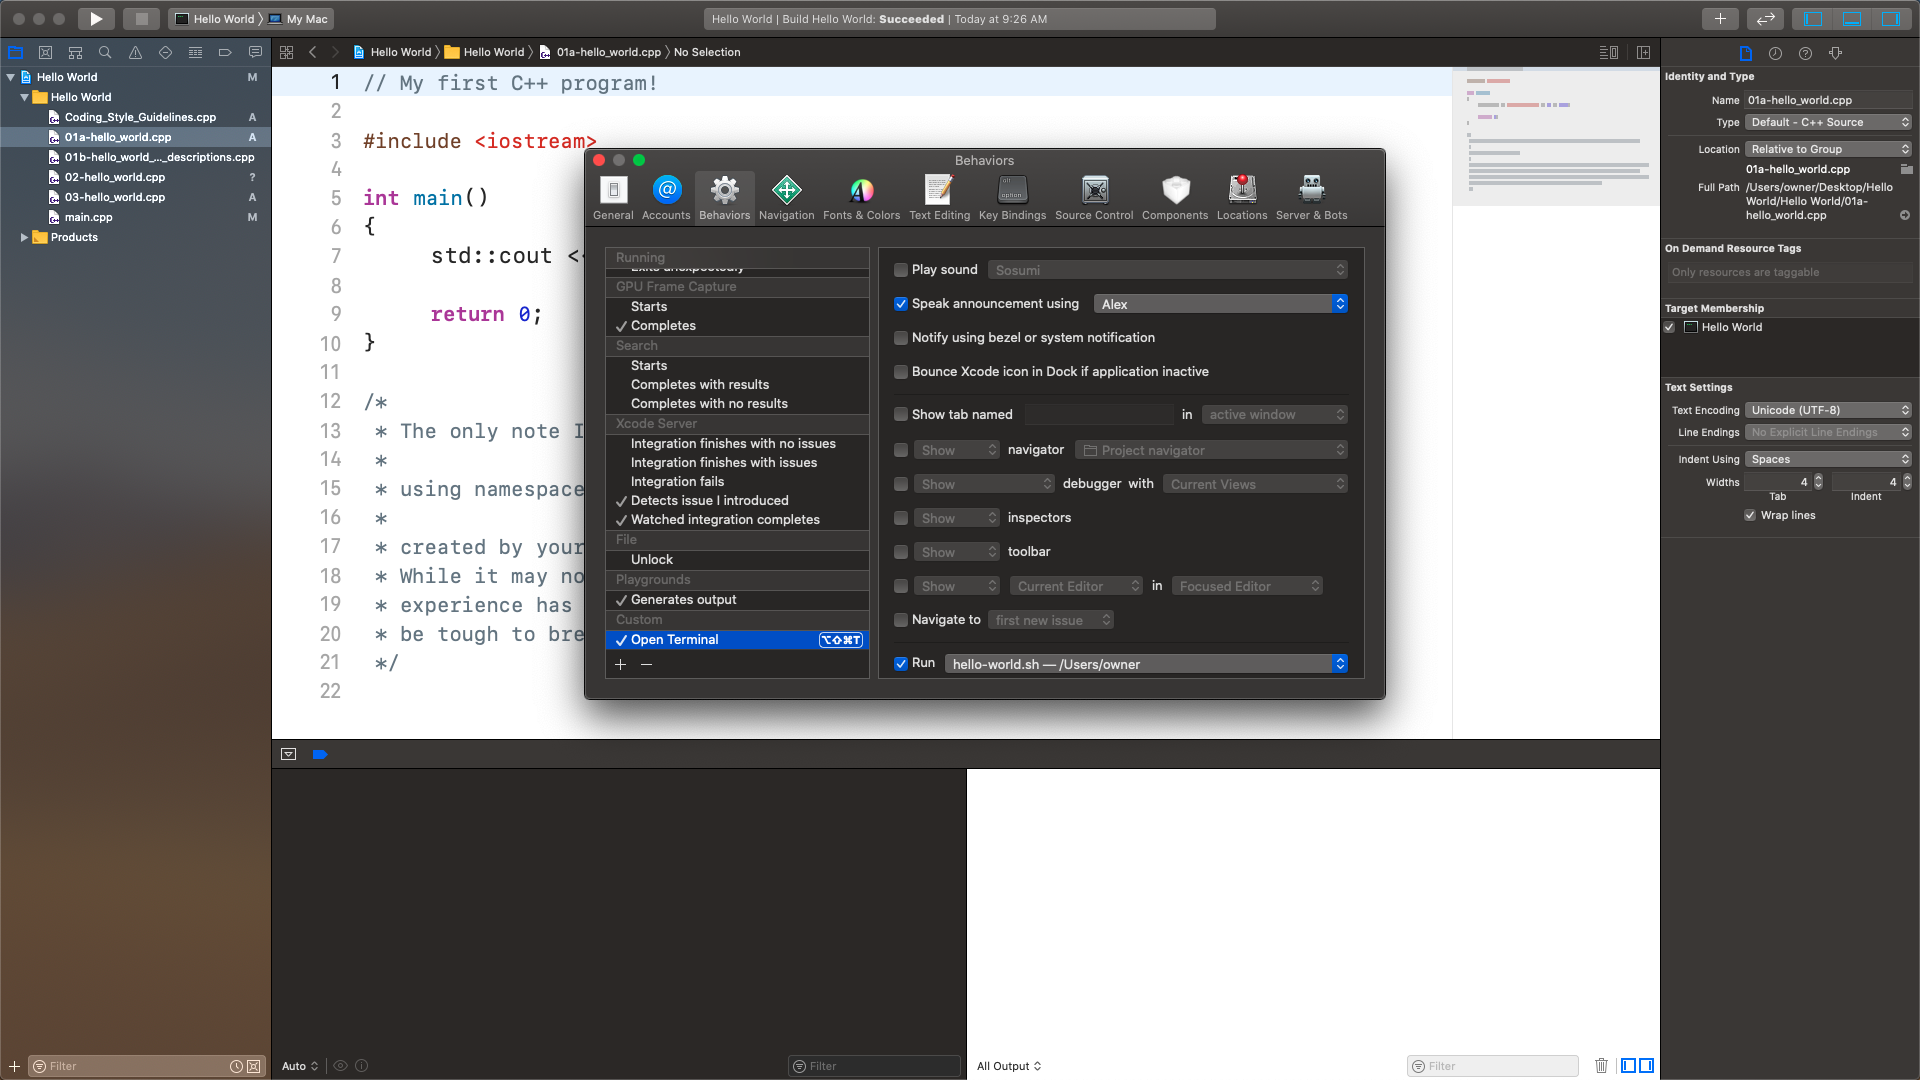 Hello World
My Mac
Hello World | Build Hello World: Succeeded | Today at 9:26 AM
Hello World
Hello World
01a-hello_world.cpp
No Selection
Hello World M
Hello World
Coding_Style_Guidelines.cpp A
01a-hello_world.cpp A
01b-hello_world_..._descriptions.cpp
02-hello_world.cpp ?
03-hello_world.cpp A
main.cpp M
Products
Filter
1 // My first C++ program!
2
3 #include <iostream>
4
5 int main()
6 {
7 std::cout <
8
9 return 0;
10 }
11
12 /*
13 * The only note I
14 *
15 * using namespace
16 *
17 * created by your
18 * While it may no
19 * experience has
20 * be tough to bre
21 */
22
Behaviors
General
Accounts
Behaviors
Navigation
Fonts & Colors
Text Editing
Key Bindings
Source Control
Components
Locations
Server & Bots
Running
Exits unexpectedly
GPU Frame Capture
Starts
✓ Completes
Search
Starts
Completes with results
Completes with no results
Xcode Server
Integration finishes with no issues
Integration finishes with issues
Integration fails
✓ Detects issue I introduced
✓ Watched integration completes
File
Unlock
Playgrounds
✓ Generates output
Custom
✓ Open Terminal ⌥⇧⌘T
+ −
Play sound Sosumi
Speak announcement using Alex
Notify using bezel or system notification
Bounce Xcode icon in Dock if application inactive
Show tab named in active window
Show navigator Project navigator
Show debugger with Current Views
Show inspectors
Show toolbar
Show Current Editor in Focused Editor
Navigate to first new issue
Run hello-world.sh — /Users/owner
Auto
Filter
All Output
Filter
Identity and Type
Name 01a-hello_world.cpp
Type Default - C++ Source
Location Relative to Group
01a-hello_world.cpp
Full Path /Users/owner/Desktop/Hello
World/Hello World/01a-
hello_world.cpp
On Demand Resource Tags
Only resources are taggable
Target Membership
Hello World
Text Settings
Text Encoding Unicode (UTF-8)
Line Endings No Explicit Line Endings
Indent Using Spaces
Widths 4 4
Tab Indent
Wrap lines